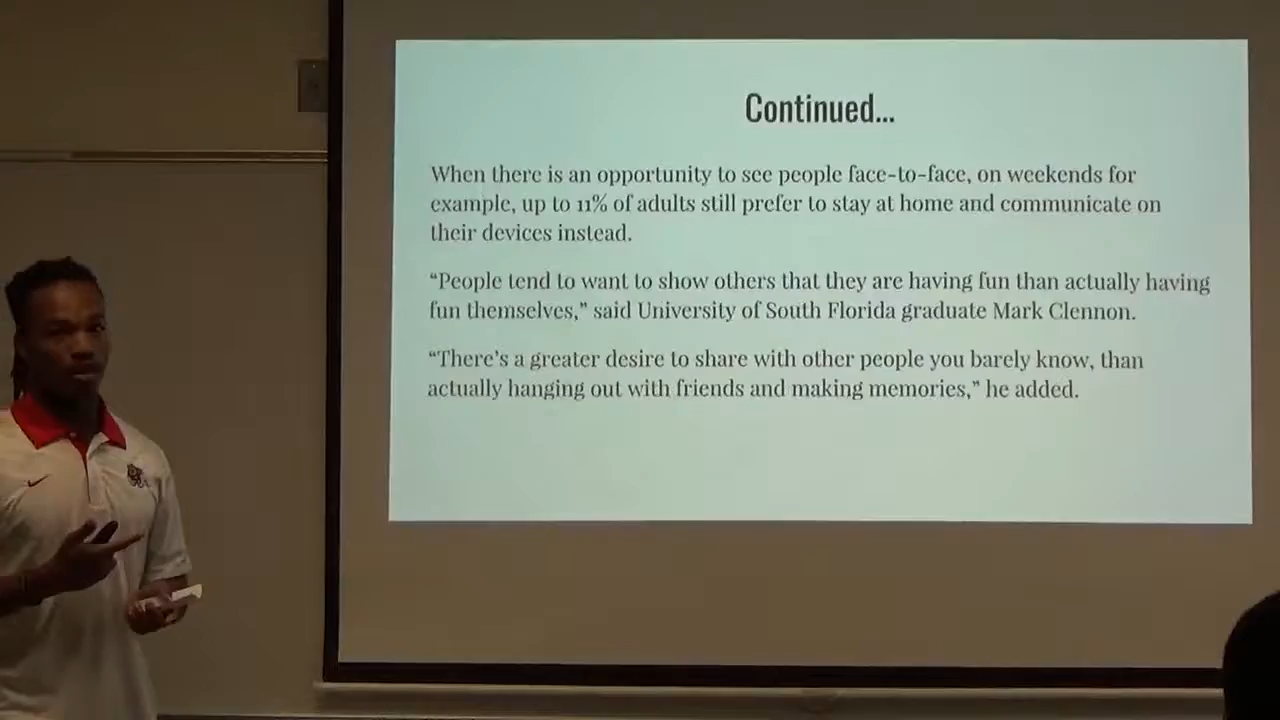 Continued...
When there is an opportunity to see people face-to-face, on weekends for
example, up to 11% of adults still prefer to stay at home and communicate on
their devices instead.
“People tend to want to show others that they are having fun than actually having
fun themselves,” said University of South Florida graduate Mark Clennon.
“There’s a greater desire to share with other people you barely know, than
actually hanging out with friends and making memories,” he added.